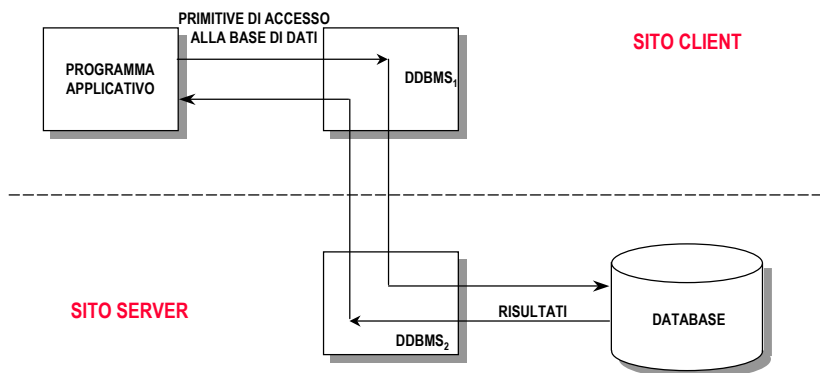 PRIMITIVE DI ACCESSO
ALLA BASE DI DATI
SITO CLIENT
PROGRAMMA
APPLICATIVO
DDBMS₁
SITO SERVER
RISULTATI
DATABASE
DDBMS₂